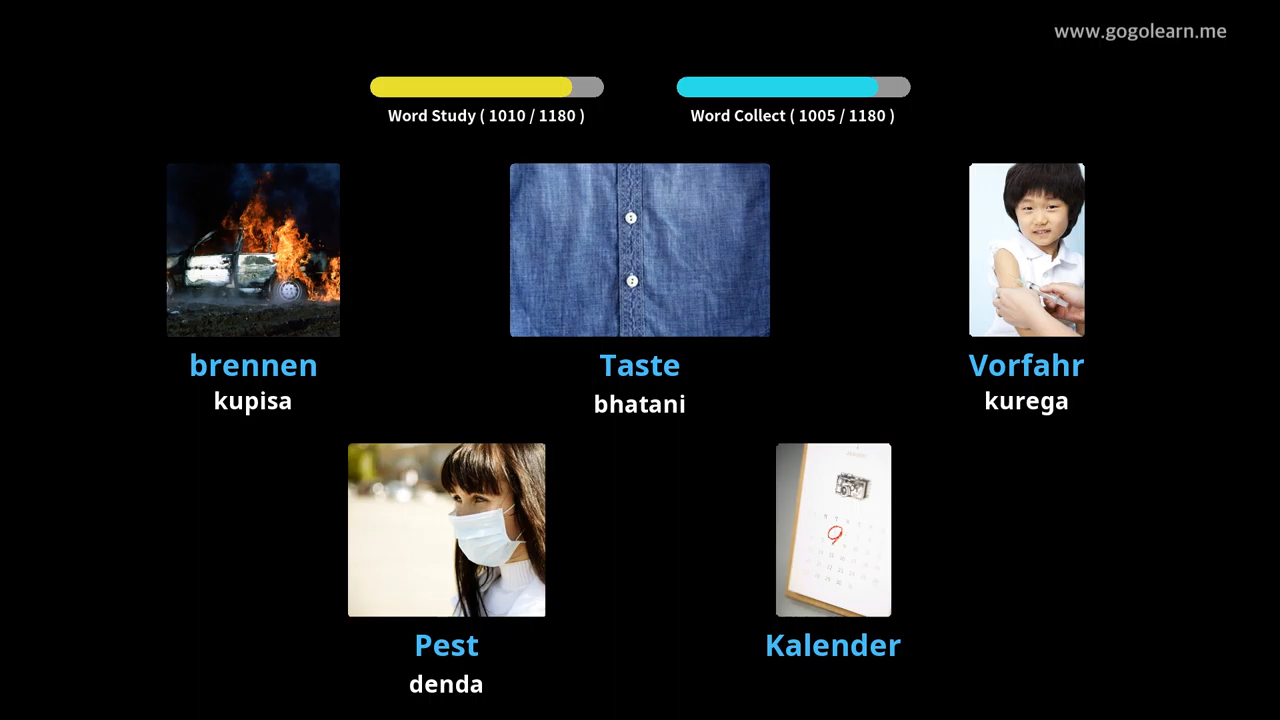 www.gogolearn.me
Word Study ( 1010 / 1180 )
Word Collect ( 1005 / 1180 )
brennen
kupisa
Taste
bhatani
Vorfahr
kurega
Pest
denda
Kalender